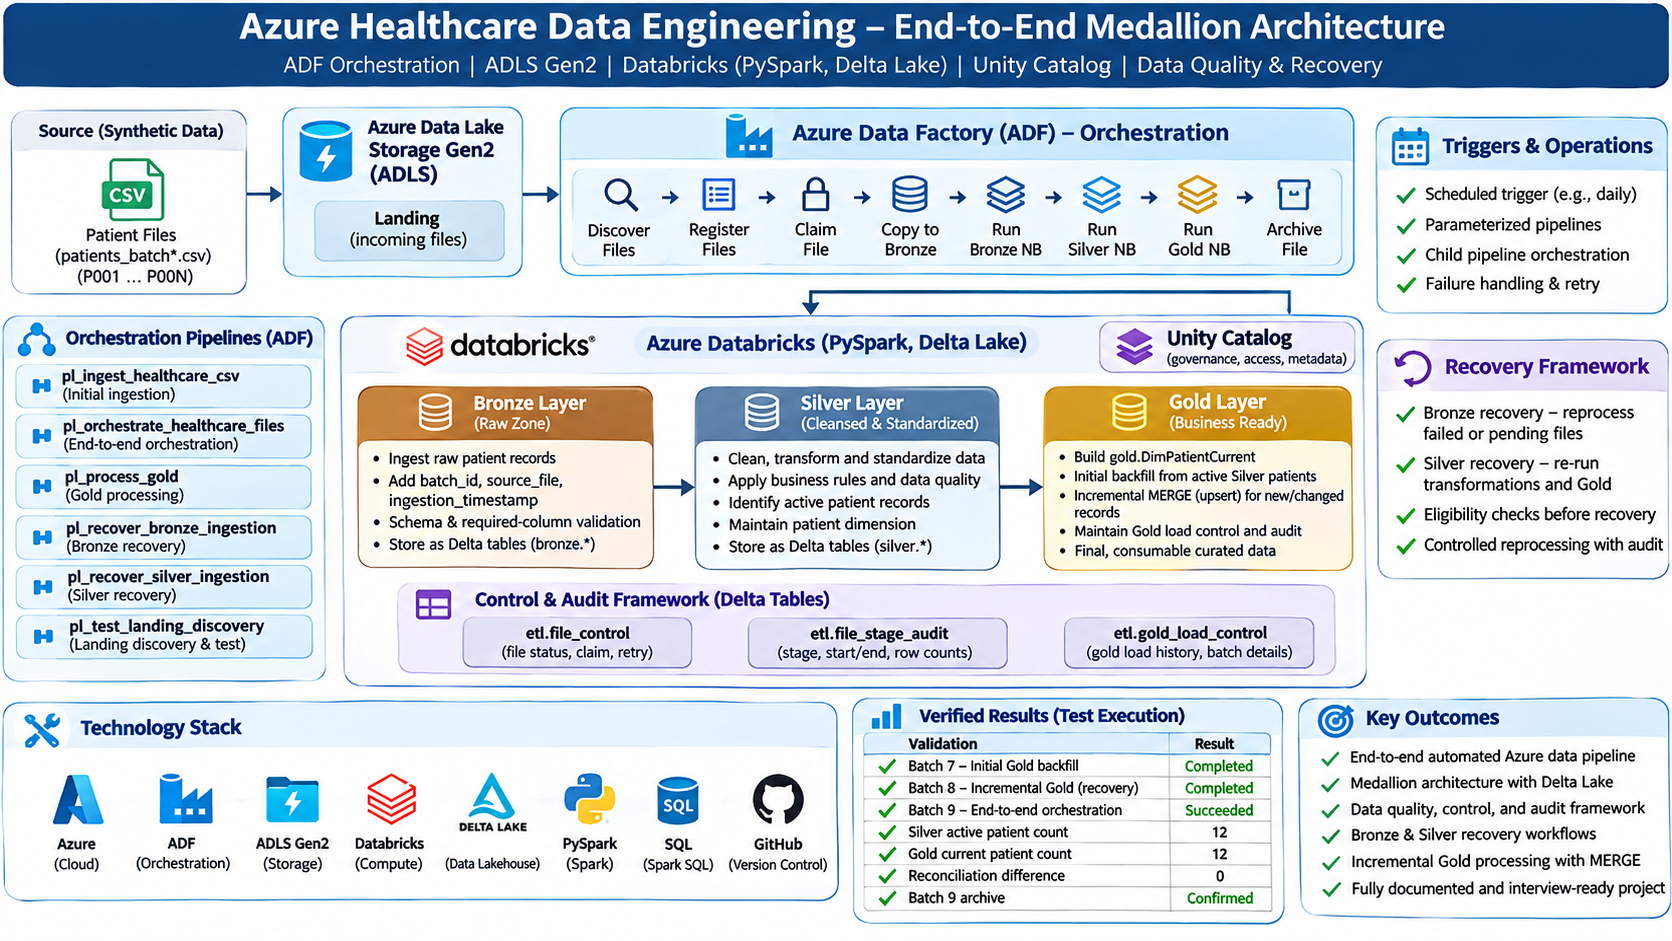 Azure Healthcare Data Engineering – End-to-End Medallion Architecture
ADF Orchestration | ADLS Gen2 | Databricks (PySpark, Delta Lake) | Unity Catalog | Data Quality & Recovery
Source (Synthetic Data)
CSV
Patient Files
(patients_batch*.csv)
(P001 ... P00N)
Azure Data Lake
Storage Gen2
(ADLS)
Landing
(incoming files)
Azure Data Factory (ADF) – Orchestration
Discover
Files
Register
Files
Claim
File
Copy to
Bronze
Run
Bronze NB
Run
Silver NB
Run
Gold NB
Archive
File
Triggers & Operations
Scheduled trigger (e.g., daily)
Parameterized pipelines
Child pipeline orchestration
Failure handling & retry
Orchestration Pipelines (ADF)
pl_ingest_healthcare_csv
(Initial ingestion)
pl_orchestrate_healthcare_files
(End-to-end orchestration)
pl_process_gold
(Gold processing)
pl_recover_bronze_ingestion
(Bronze recovery)
pl_recover_silver_ingestion
(Silver recovery)
pl_test_landing_discovery
(Landing discovery & test)
databricks®
Azure Databricks (PySpark, Delta Lake)
Unity Catalog
(governance, access, metadata)
Bronze Layer
(Raw Zone)
• Ingest raw patient records
• Add batch_id, source_file,
ingestion_timestamp
• Schema & required-column validation
• Store as Delta tables (bronze.*)
Silver Layer
(Cleansed & Standardized)
• Clean, transform and standardize data
• Apply business rules and data quality
• Identify active patient records
• Maintain patient dimension
• Store as Delta tables (silver.*)
Gold Layer
(Business Ready)
• Build gold.DimPatientCurrent
• Initial backfill from active Silver patients
• Incremental MERGE (upsert) for new/changed
records
• Maintain Gold load control and audit
• Final, consumable curated data
Control & Audit Framework (Delta Tables)
etl.file_control
(file status, claim, retry)
etl.file_stage_audit
(stage, start/end, row counts)
etl.gold_load_control
(gold load history, batch details)
Recovery Framework
Bronze recovery – reprocess
failed or pending files
Silver recovery – re-run
transformations and Gold
Eligibility checks before recovery
Controlled reprocessing with audit
Technology Stack
Azure
(Cloud)
ADF
(Orchestration)
ADLS Gen2
(Storage)
Databricks
(Compute)
DELTA LAKE
(Data Lakehouse)
PySpark
(Spark)
SQL
SQL
(Spark SQL)
GitHub
(Version Control)
Verified Results (Test Execution)
Validation Result
Batch 7 – Initial Gold backfill Completed
Batch 8 – Incremental Gold (recovery) Completed
Batch 9 – End-to-end orchestration Succeeded
Silver active patient count 12
Gold current patient count 12
Reconciliation difference 0
Batch 9 archive Confirmed
Key Outcomes
End-to-end automated Azure data pipeline
Medallion architecture with Delta Lake
Data quality, control, and audit framework
Bronze & Silver recovery workflows
Incremental Gold processing with MERGE
Fully documented and interview-ready project